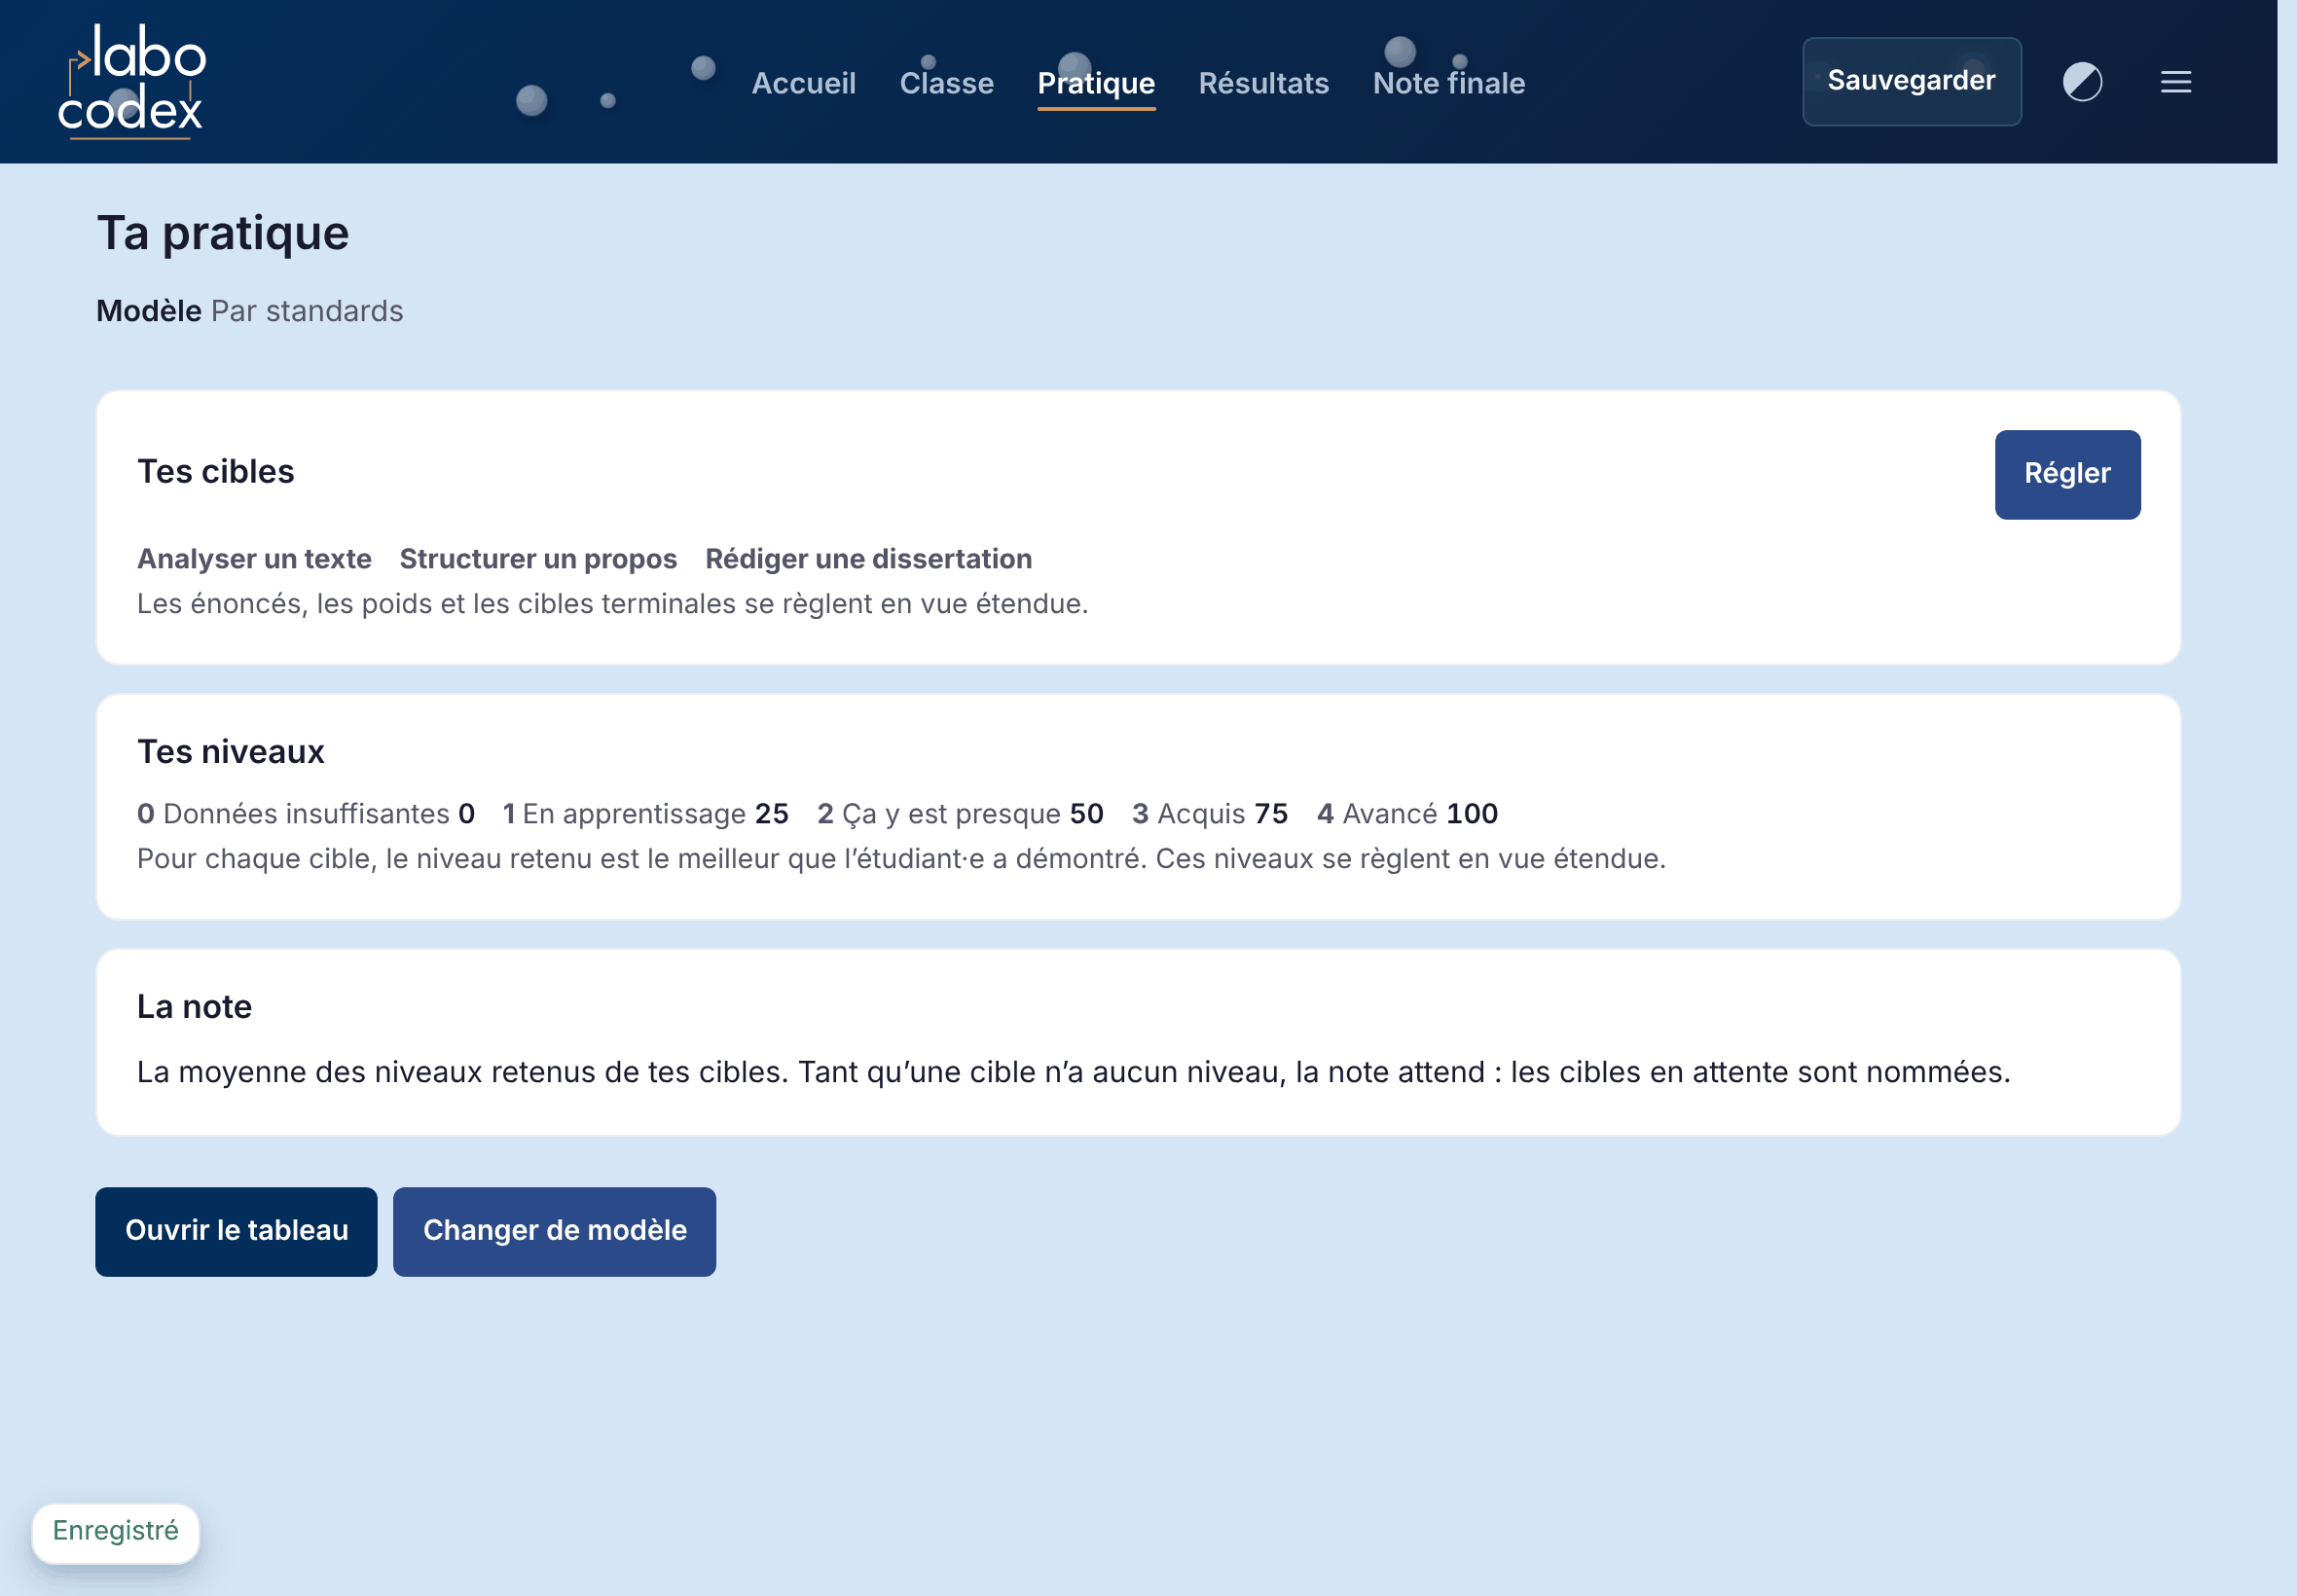 labo
codex
Accueil Classe Pratique Résultats Note finale Sauvegarder
Ta pratique
Modèle Par standards
Tes cibles
Régler
Analyser un texte Structurer un propos Rédiger une dissertation
Les énoncés, les poids et les cibles terminales se règlent en vue étendue.
Tes niveaux
0 Données insuffisantes 0 1 En apprentissage 25 2 Ça y est presque 50 3 Acquis 75 4 Avancé 100
Pour chaque cible, le niveau retenu est le meilleur que l’étudiant·e a démontré. Ces niveaux se règlent en vue étendue.
La note
La moyenne des niveaux retenus de tes cibles. Tant qu’une cible n’a aucun niveau, la note attend : les cibles en attente sont nommées.
Ouvrir le tableau Changer de modèle
Enregistré